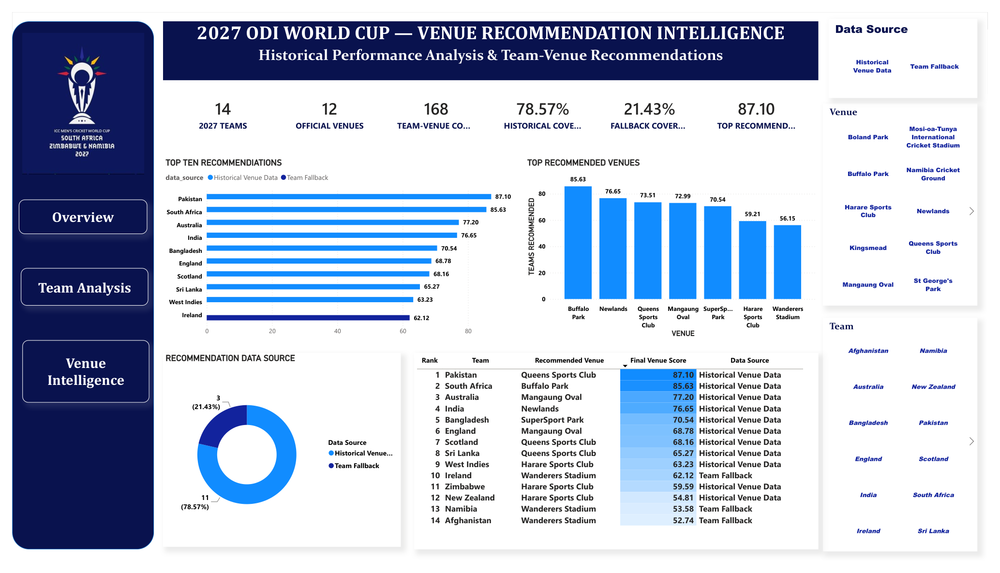 ICC MEN'S CRICKET WORLD CUP
SOUTH AFRICA
ZIMBABWE & NAMIBIA
2027
Overview
Team Analysis
Venue
Intelligence
2027 ODI WORLD CUP — VENUE RECOMMENDATION INTELLIGENCE
Historical Performance Analysis & Team-Venue Recommendations
14
2027 TEAMS
12
OFFICIAL VENUES
168
TEAM-VENUE CO...
78.57%
HISTORICAL COVE...
21.43%
FALLBACK COVER...
87.10
TOP RECOMMEND...
TOP TEN RECOMMENDIATIONS
data_source Historical Venue Data Team Fallback
Pakistan 87.10
South Africa 85.63
Australia 77.20
India 76.65
Bangladesh 70.54
England 68.78
Scotland 68.16
Sri Lanka 65.27
West Indies 63.23
Ireland 62.12
0 20 40 60 80
TOP RECOMMENDED VENUES
TEAMS RECOMMENDED
80
60
40
20
0
85.63
76.65
73.51
72.99
70.54
59.21
56.15
Buffalo
Park
Newlands
Queens
Sports
Club
Mangaung
Oval
SuperSp...
Park
Harare
Sports
Club
Wanderers
Stadium
VENUE
RECOMMENDATION DATA SOURCE
3
(21.43%)
11
(78.57%)
Data Source
Historical Venue...
Team Fallback
Rank Team Recommended Venue Final Venue Score Data Source
1 Pakistan Queens Sports Club 87.10 Historical Venue Data
2 South Africa Buffalo Park 85.63 Historical Venue Data
3 Australia Mangaung Oval 77.20 Historical Venue Data
4 India Newlands 76.65 Historical Venue Data
5 Bangladesh SuperSport Park 70.54 Historical Venue Data
6 England Mangaung Oval 68.78 Historical Venue Data
7 Scotland Queens Sports Club 68.16 Historical Venue Data
8 Sri Lanka Queens Sports Club 65.27 Historical Venue Data
9 West Indies Harare Sports Club 63.23 Historical Venue Data
10 Ireland Wanderers Stadium 62.12 Team Fallback
11 Zimbabwe Harare Sports Club 59.59 Historical Venue Data
12 New Zealand Harare Sports Club 54.81 Historical Venue Data
13 Namibia Wanderers Stadium 53.58 Team Fallback
14 Afghanistan Wanderers Stadium 52.74 Team Fallback
Data Source
Historical
Venue Data
Team Fallback
Venue
Boland Park
Mosi-oa-Tunya
International
Cricket Stadium
Buffalo Park
Namibia Cricket
Ground
Harare Sports
Club
Newlands
Kingsmead
Queens Sports
Club
Mangaung Oval
St George's
Park
Team
Afghanistan Namibia
Australia New Zealand
Bangladesh Pakistan
England Scotland
India South Africa
Ireland Sri Lanka